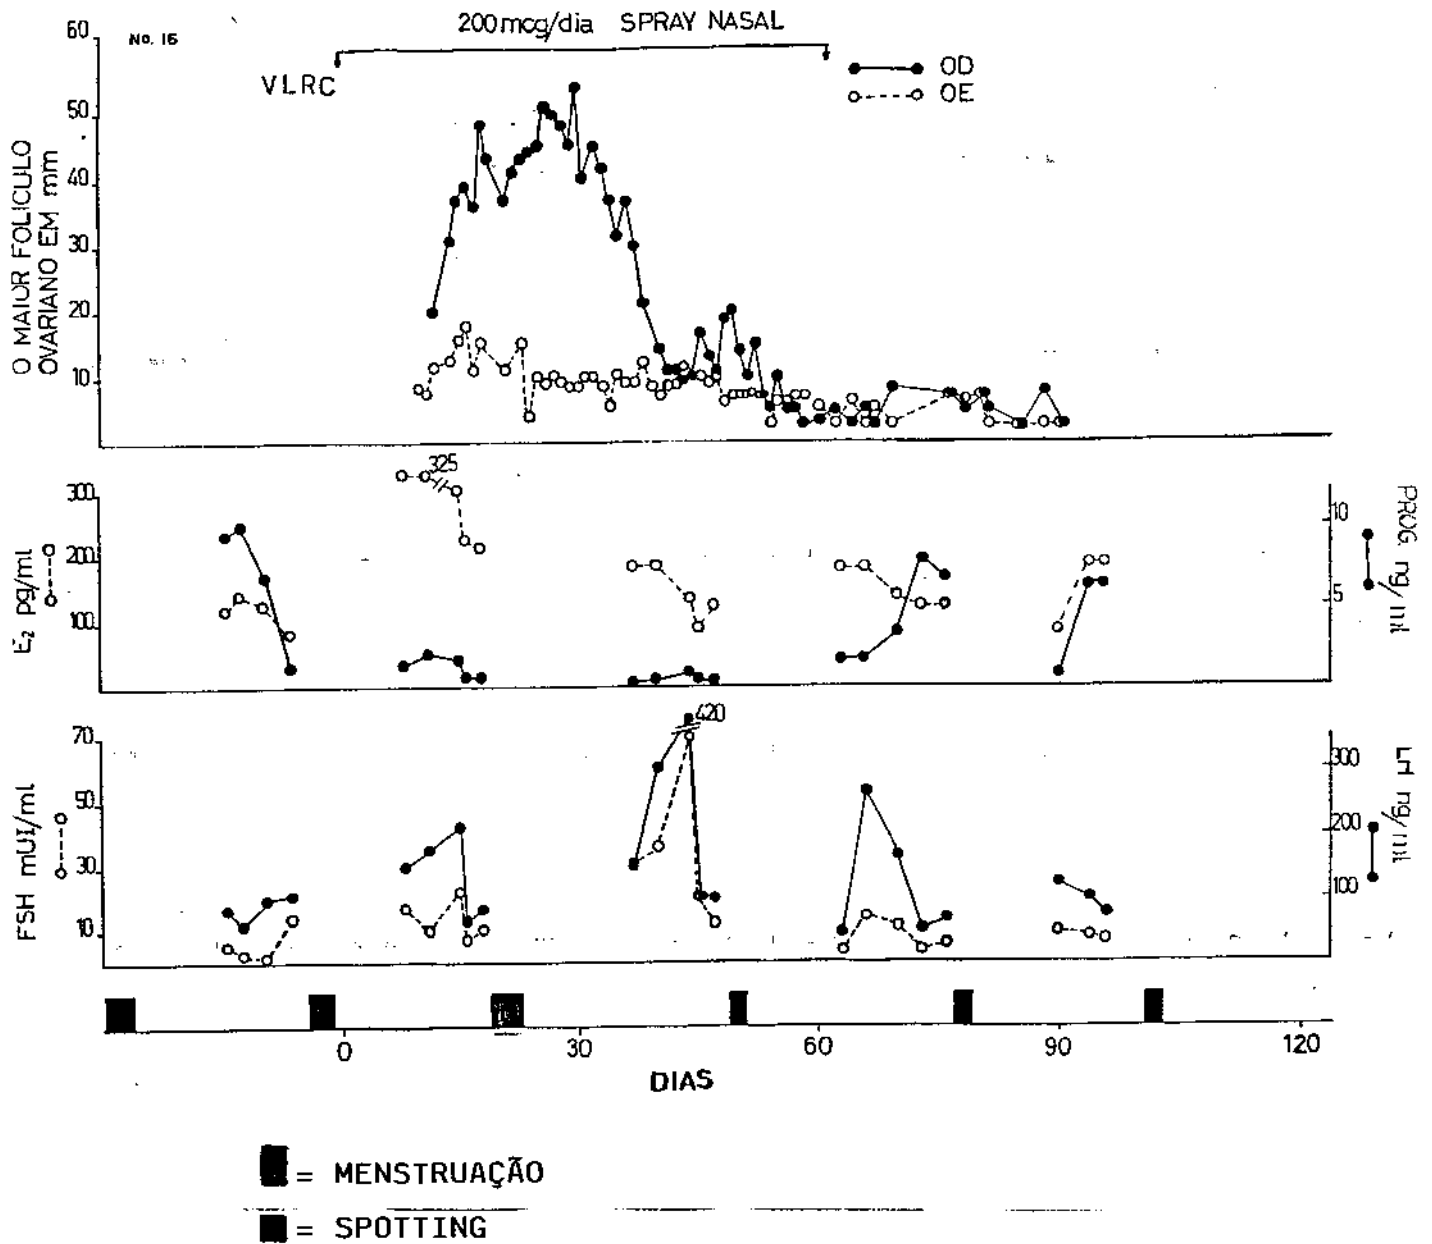 200 mcg/dia SPRAY NASAL
No. 16
VLRC
OD
OE
O MAIOR FOLICULO
OVARIANO EM mm
60
50
40
30
20
10
325
E₂ pg/ml
300
200
100
PROG. ng/ml
10
5
420
FSH mUI/ml
70
50
30
10
LH ng/ml
300
200
100
0 30 60 90 120
DIAS
= MENSTRUAÇÃO
= SPOTTING